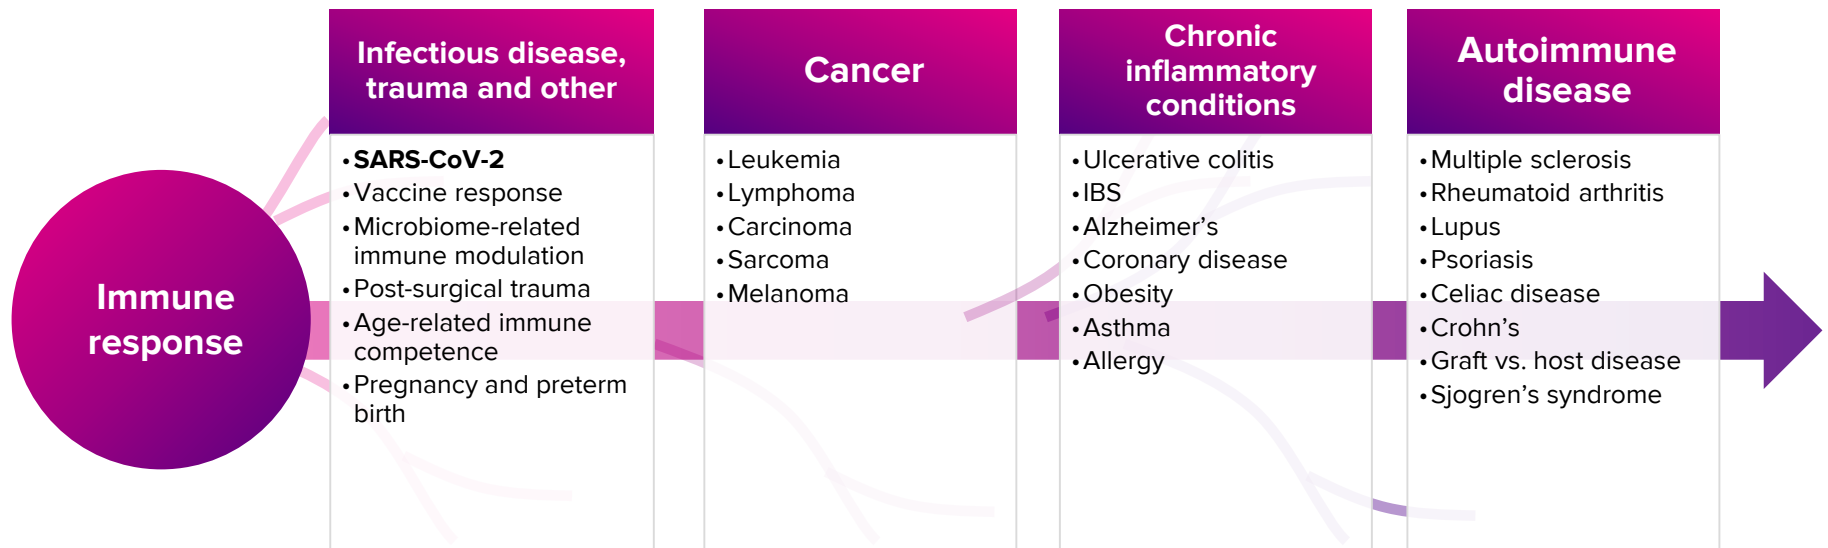 Immune
response
Infectious disease,
trauma and other
• SARS-CoV-2
• Vaccine response
• Microbiome-related
immune modulation
• Post-surgical trauma
• Age-related immune
competence
• Pregnancy and preterm
birth
Cancer
• Leukemia
• Lymphoma
• Carcinoma
• Sarcoma
• Melanoma
Chronic
inflammatory
conditions
• Ulcerative colitis
• IBS
• Alzheimer’s
• Coronary disease
• Obesity
• Asthma
• Allergy
Autoimmune
disease
• Multiple sclerosis
• Rheumatoid arthritis
• Lupus
• Psoriasis
• Celiac disease
• Crohn’s
• Graft vs. host disease
• Sjogren’s syndrome